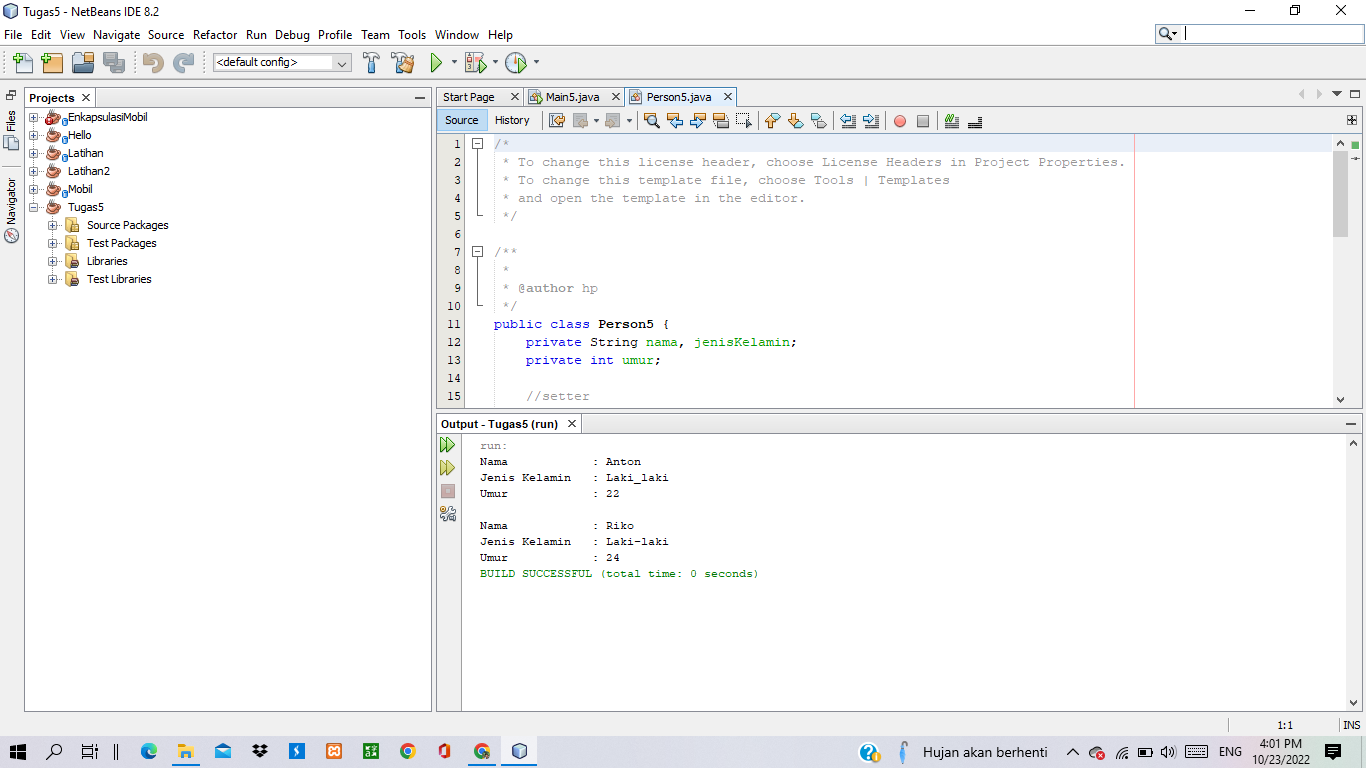 Tugas5 - NetBeans IDE 8.2
File Edit View Navigate Source Refactor Run Debug Profile Team Tools Window Help
<default config>
Files
Navigator
Projects
EnkapsulasiMobil
Hello
Latihan
Latihan2
Mobil
Tugas5
Source Packages
Test Packages
Libraries
Test Libraries
Start Page Main5.java Person5.java
Source History
1 /*
2 * To change this license header, choose License Headers in Project Properties.
3 * To change this template file, choose Tools | Templates
4 * and open the template in the editor.
5 */
6
7 /**
8 *
9 * @author hp
10 */
11 public class Person5 {
12 private String nama, jenisKelamin;
13 private int umur;
14
15 //setter
Output - Tugas5 (run)
run:
Nama : Anton
Jenis Kelamin : Laki_laki
Umur : 22
Nama : Riko
Jenis Kelamin : Laki-laki
Umur : 24
BUILD SUCCESSFUL (total time: 0 seconds)
1:1 INS
Hujan akan berhenti ENG 4:01 PM
10/23/2022